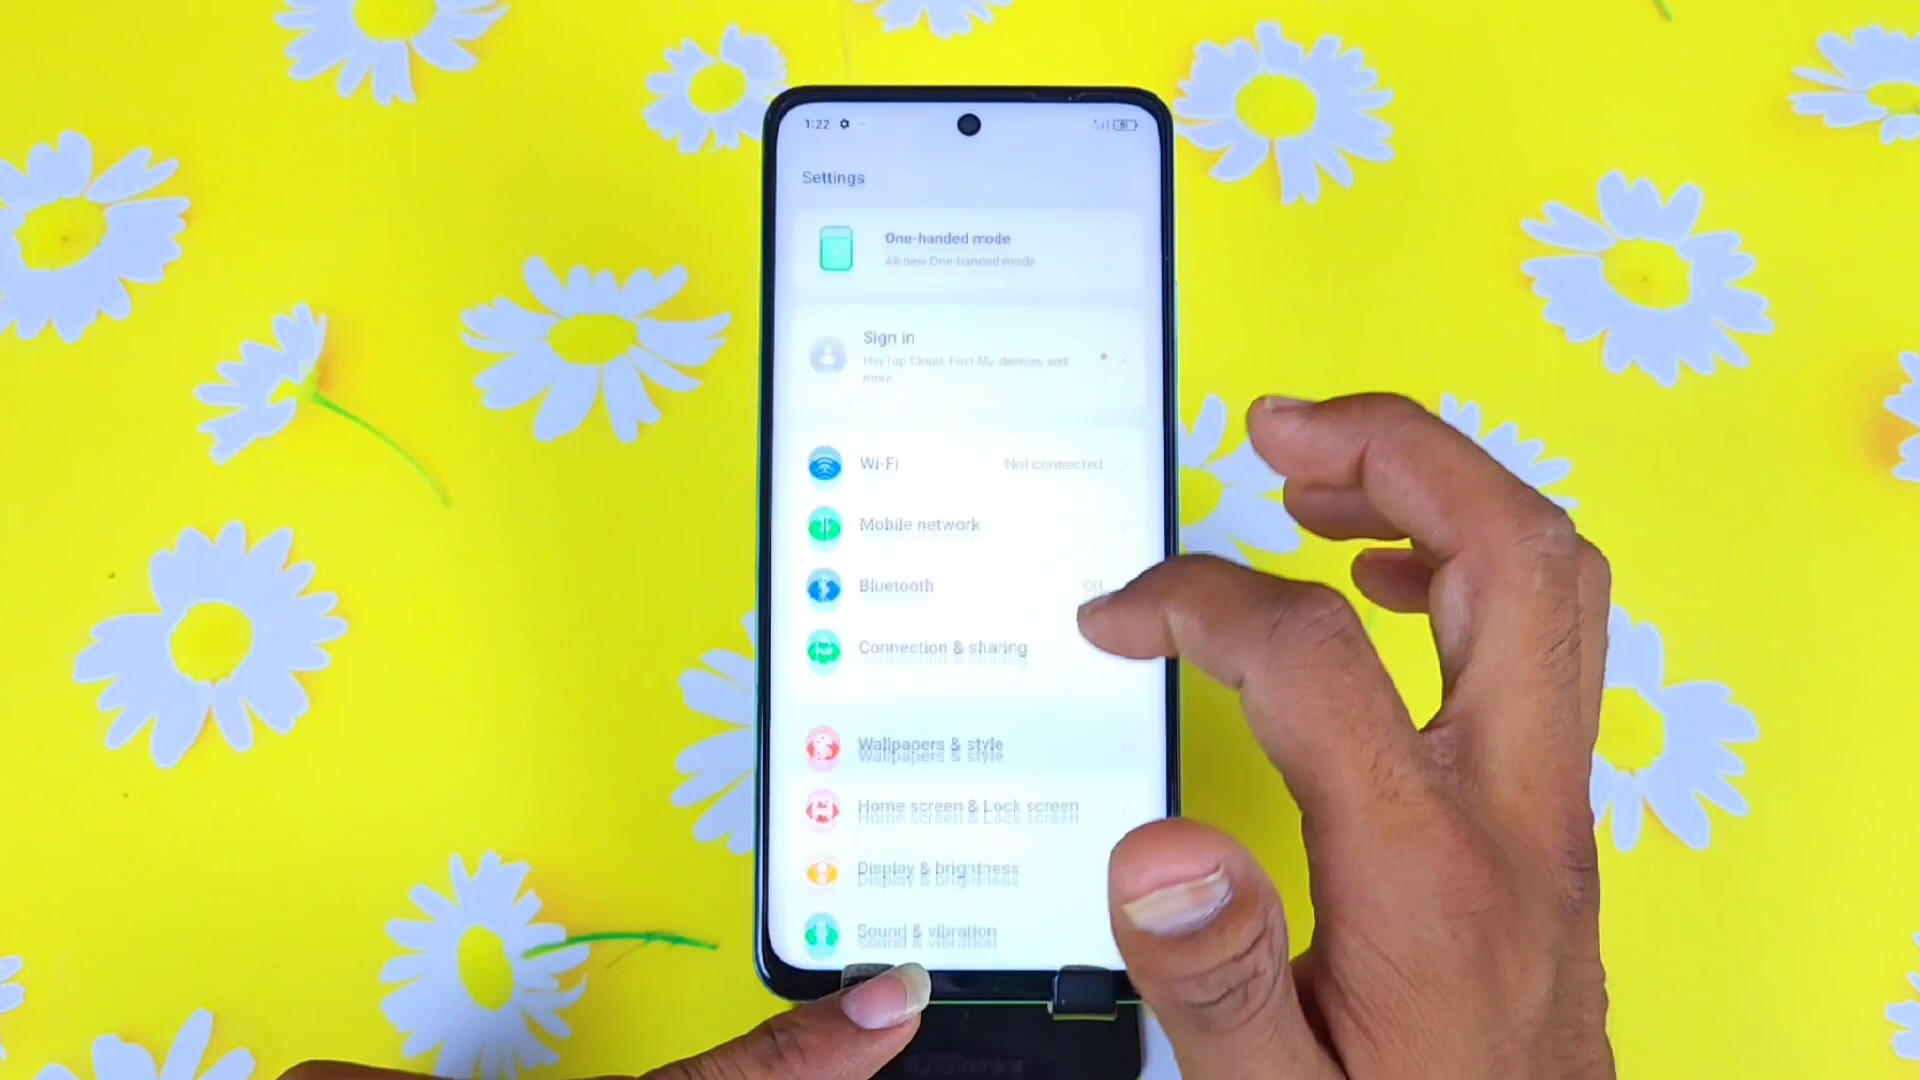 1:22
Settings
One-handed mode
All-new One-handed mode
Sign in
HeyTap Cloud, Find My, devices and
more.
Wi-Fi Not connected
Mobile network
Bluetooth Off
Connection & sharing
Wallpapers & style
Home screen & Lock screen
Display & brightness
Sound & vibration